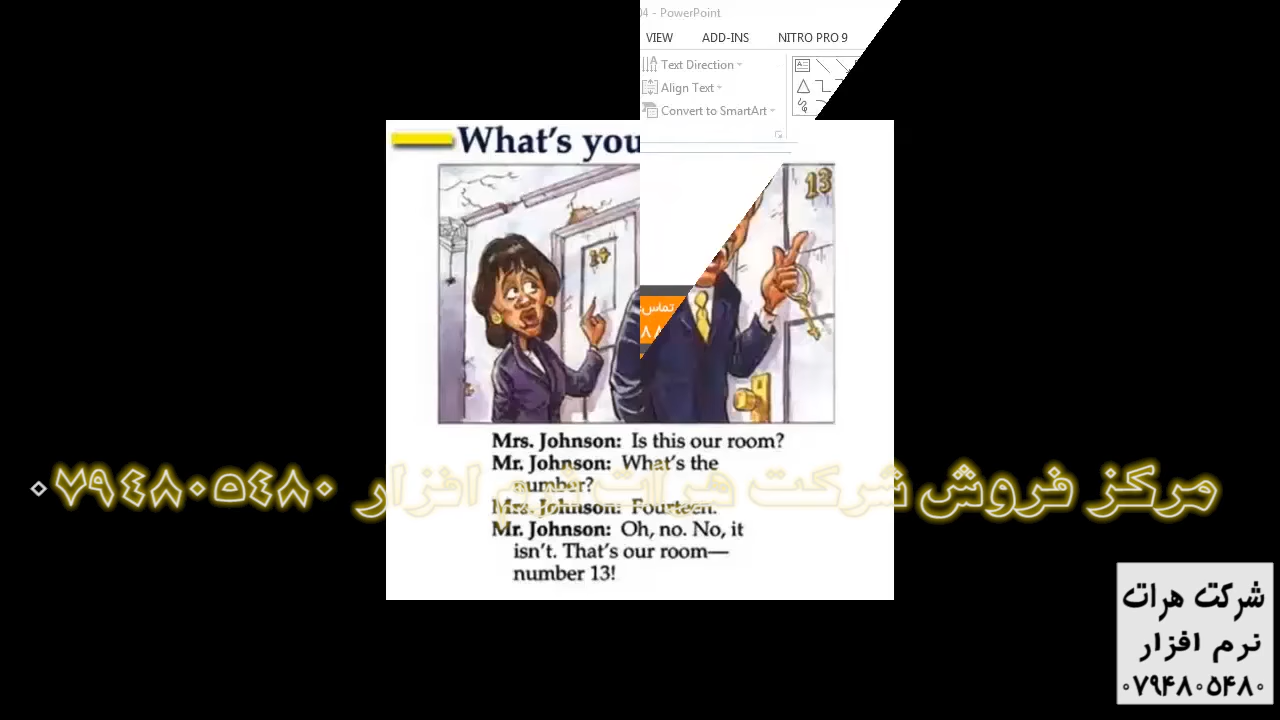 04 - PowerPoint
VIEW ADD-INS NITRO PRO 9
Text Direction
Align Text
Convert to SmartArt
What's you
13
14
تماس:
Mrs. Johnson: Is this our room?
Mr. Johnson: What's the
number?
Mrs. Johnson: Fourteen.
Mr. Johnson: Oh, no. No, it
isn't. That's our room—
number 13!
مرکز فروش شرکت هرات نرم افزار ۰۷۹۴۸۰۵۴۸۰
شرکت هرات
نرم افزار
۰۷۹۴۸۰۵۴۸۰